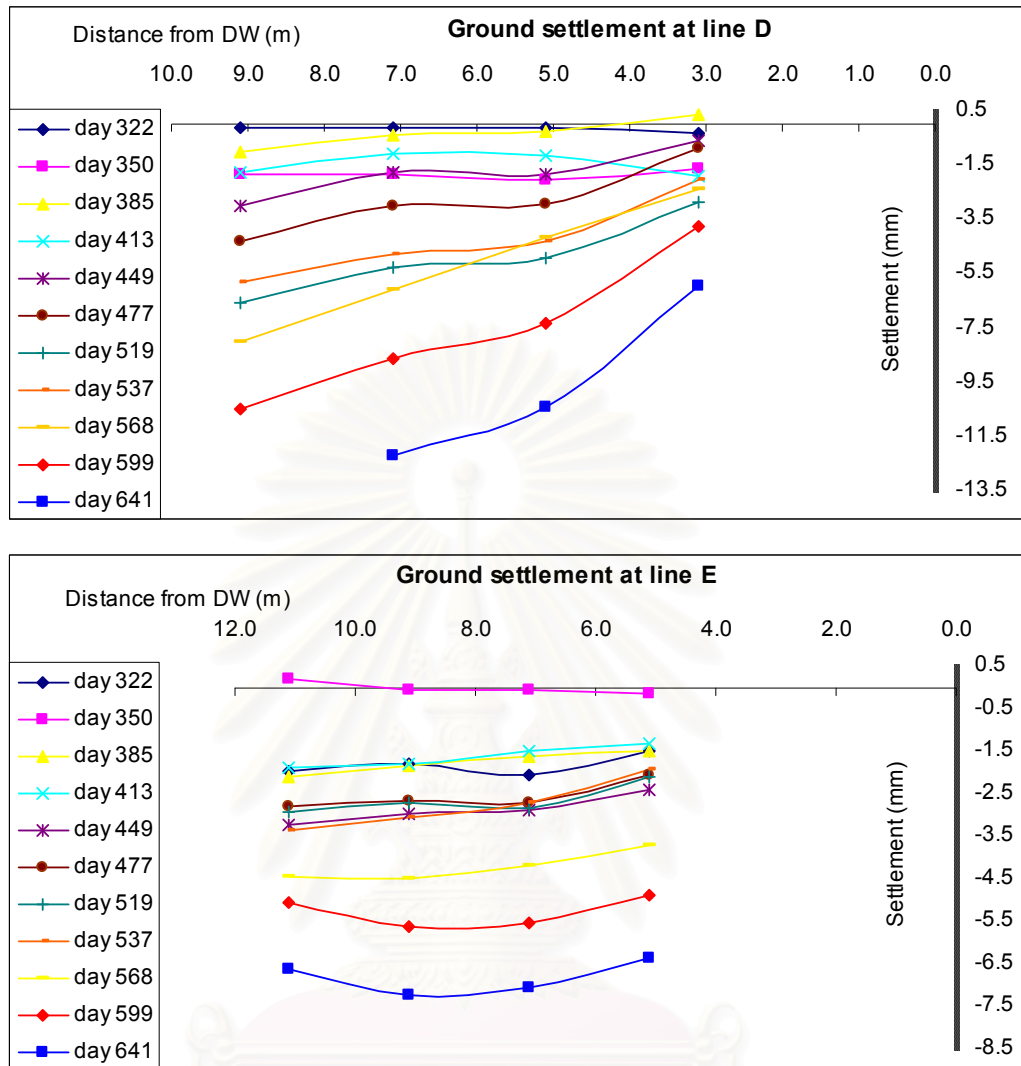 Ground settlement at line D
Distance from DW (m)
10.0 9.0 8.0 7.0 6.0 5.0 4.0 3.0 2.0 1.0 0.0
day 322
day 350
day 385
day 413
day 449
day 477
day 519
day 537
day 568
day 599
day 641
0.5
-1.5
-3.5
-5.5
-7.5
-9.5
-11.5
-13.5
Settlement (mm)
Ground settlement at line E
Distance from DW (m)
12.0 10.0 8.0 6.0 4.0 2.0 0.0
day 322
day 350
day 385
day 413
day 449
day 477
day 519
day 537
day 568
day 599
day 641
0.5
-0.5
-1.5
-2.5
-3.5
-4.5
-5.5
-6.5
-7.5
-8.5
Settlement (mm)